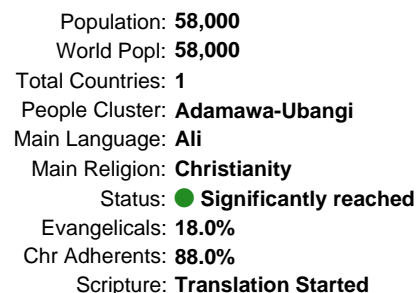 Population: 58,000
World Popl: 58,000
Total Countries: 1
People Cluster: Adamawa-Ubangi
Main Language: Ali
Main Religion: Christianity
Status: Significantly reached
Evangelicals: 18.0%
Chr Adherents: 88.0%
Scripture: Translation Started